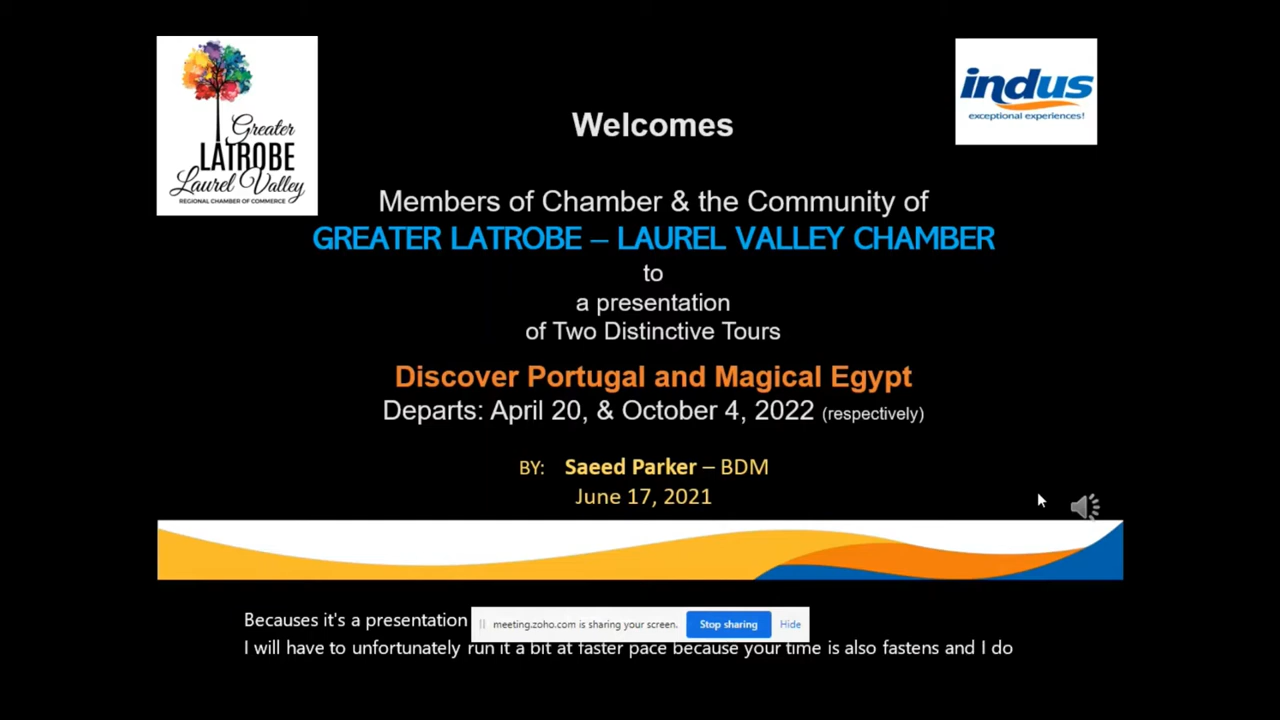 Greater
LATROBE
Laurel Valley
REGIONAL CHAMBER OF COMMERCE
indus
exceptional experiences!
Welcomes
Members of Chamber & the Community of
GREATER LATROBE – LAUREL VALLEY CHAMBER
to
a presentation
of Two Distinctive Tours
Discover Portugal and Magical Egypt
Departs: April 20, & October 4, 2022 (respectively)
BY: Saeed Parker – BDM
June 17, 2021
Becauses it's a presentation
meeting.zoho.com is sharing your screen. Stop sharing Hide
I will have to unfortunately run it a bit at faster pace because your time is also fastens and I do